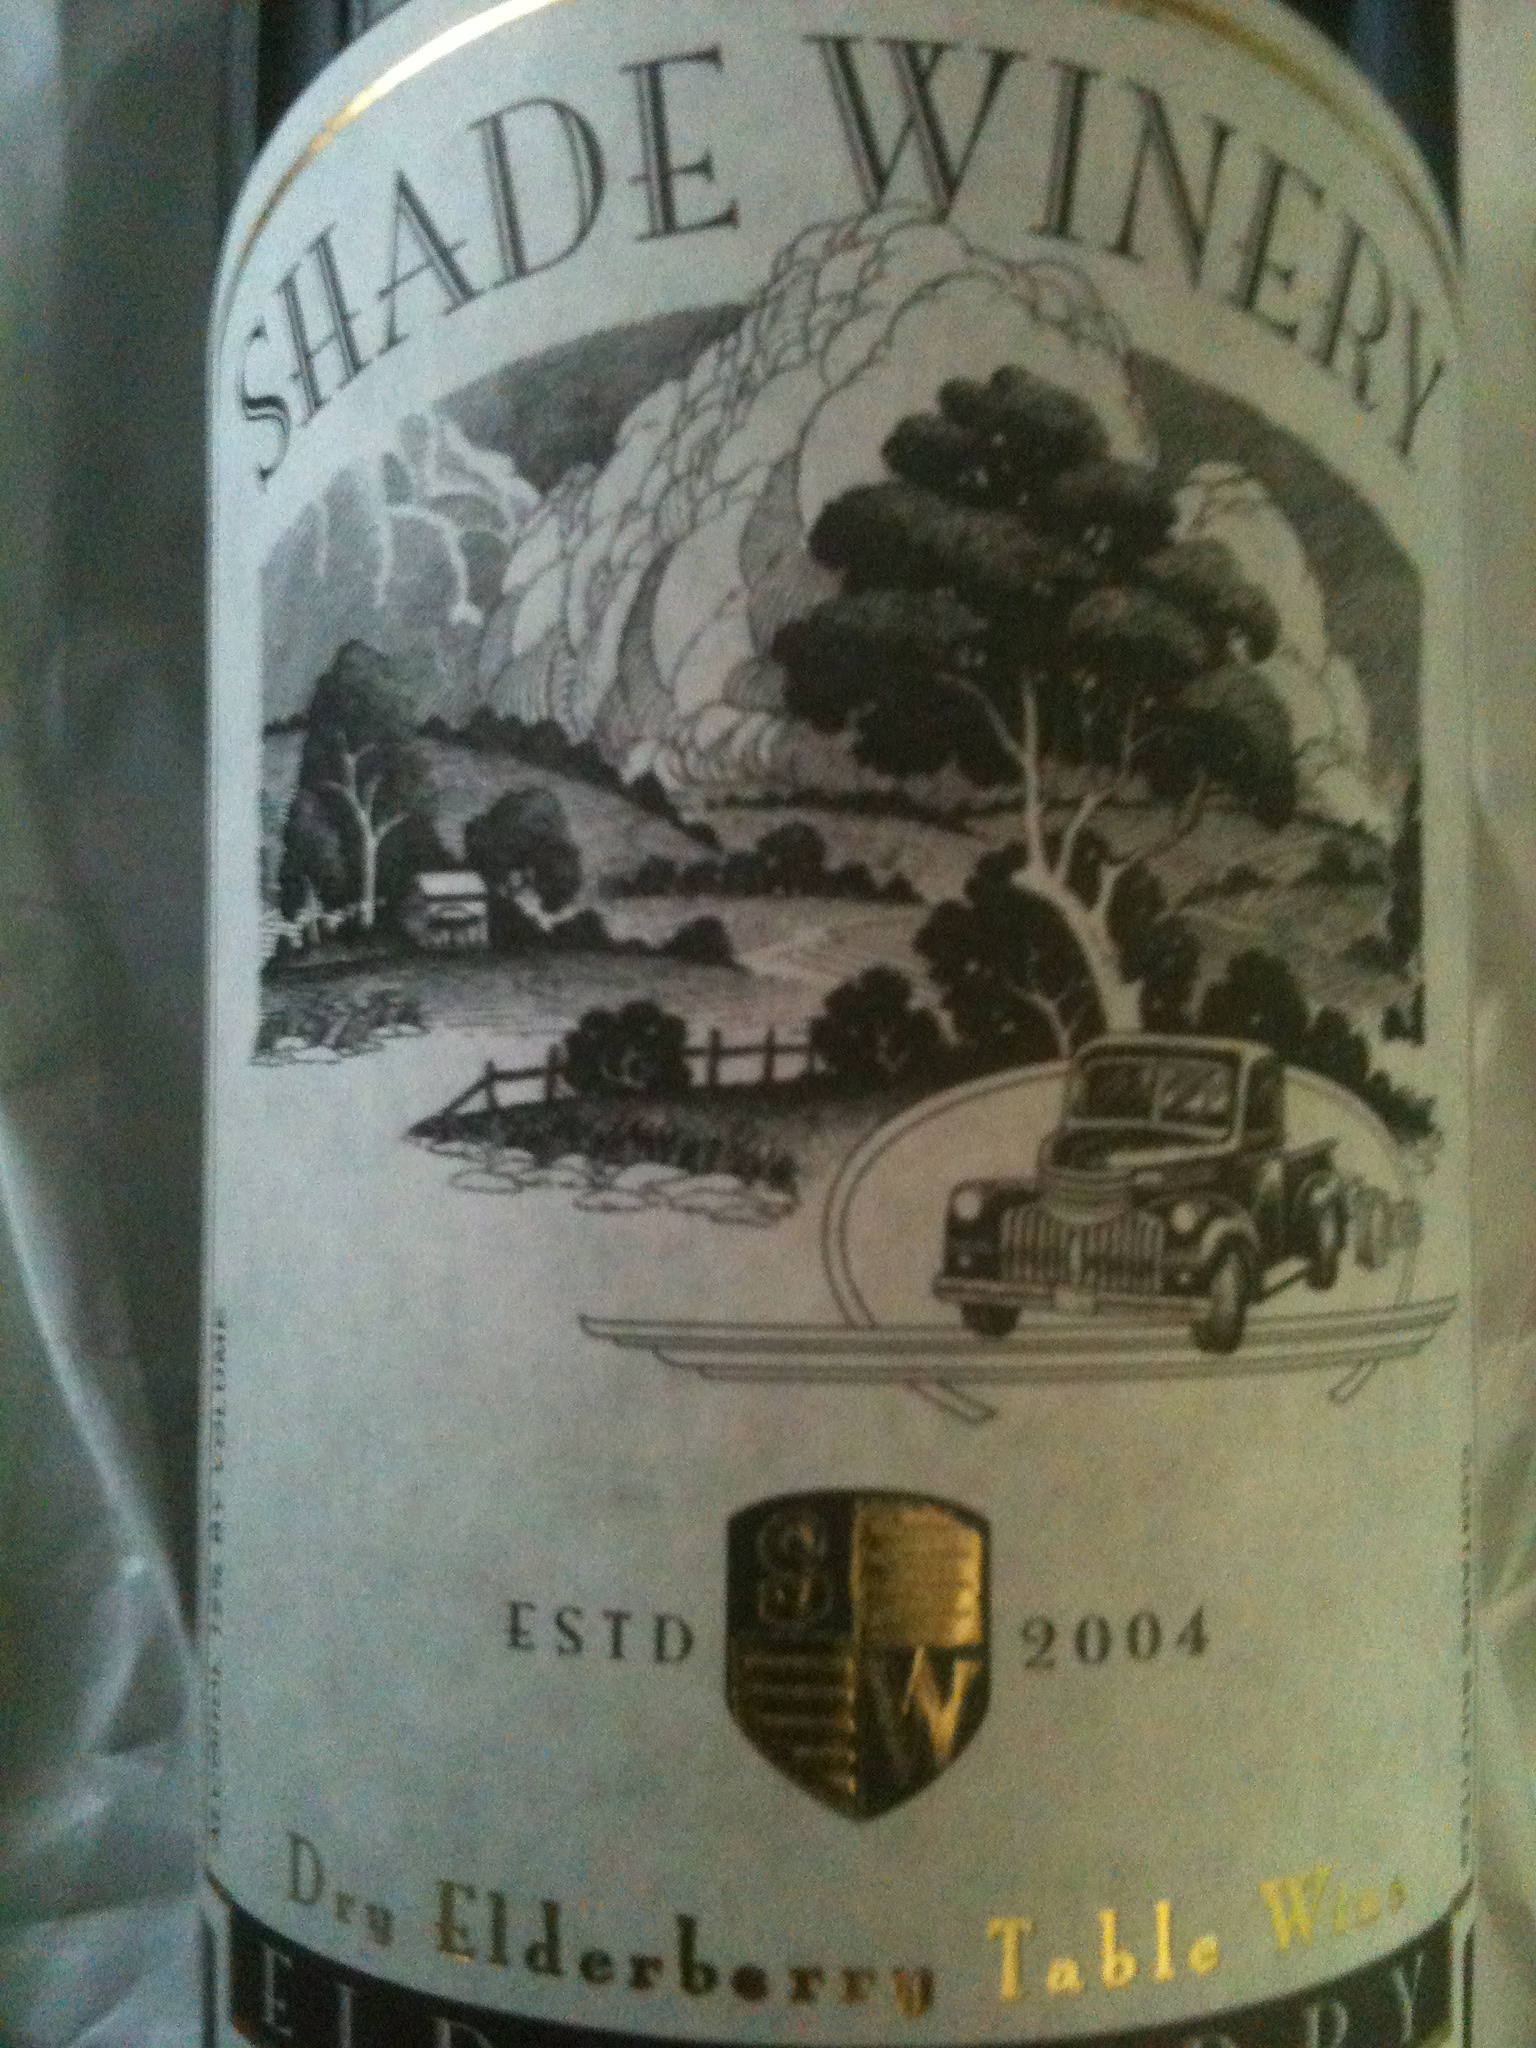 SHADE WINERY
ESTD 2004
S
W
Dry Elderberry Table Wine